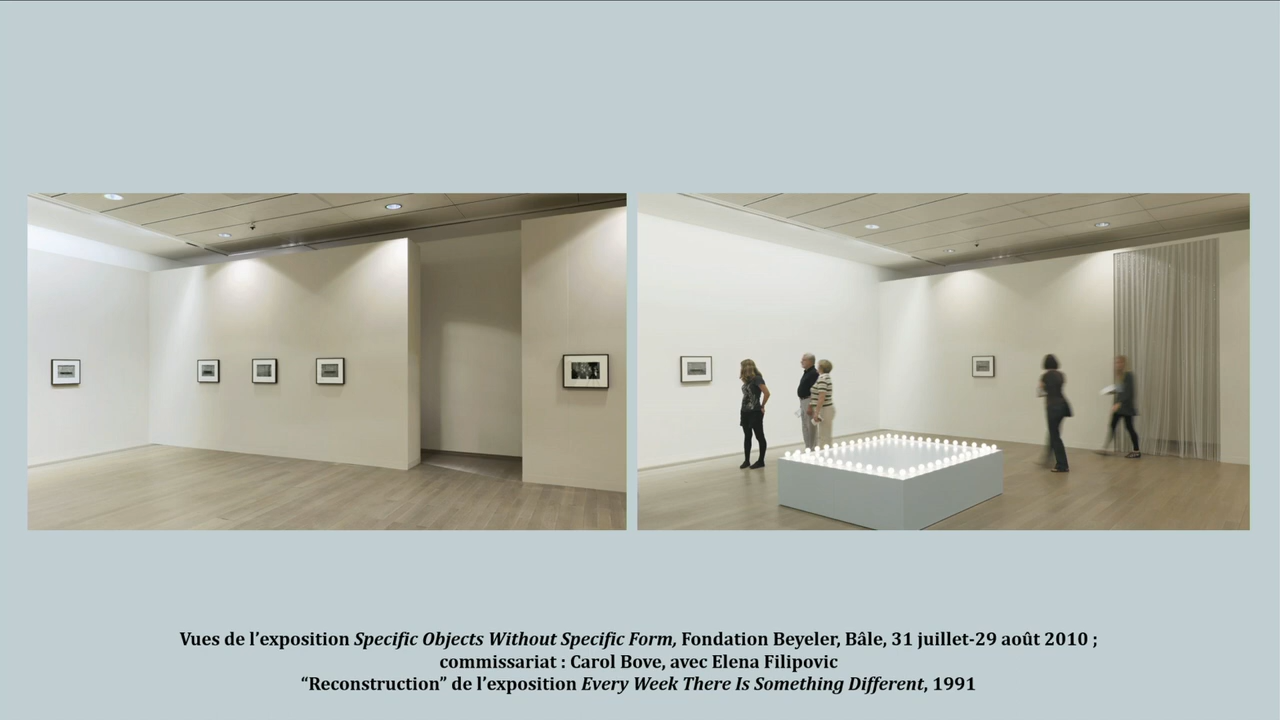 Vues de l’exposition Specific Objects Without Specific Form, Fondation Beyeler, Bâle, 31 juillet-29 août 2010 ;
commissariat : Carol Bove, avec Elena Filipovic
“Reconstruction” de l’exposition Every Week There Is Something Different, 1991